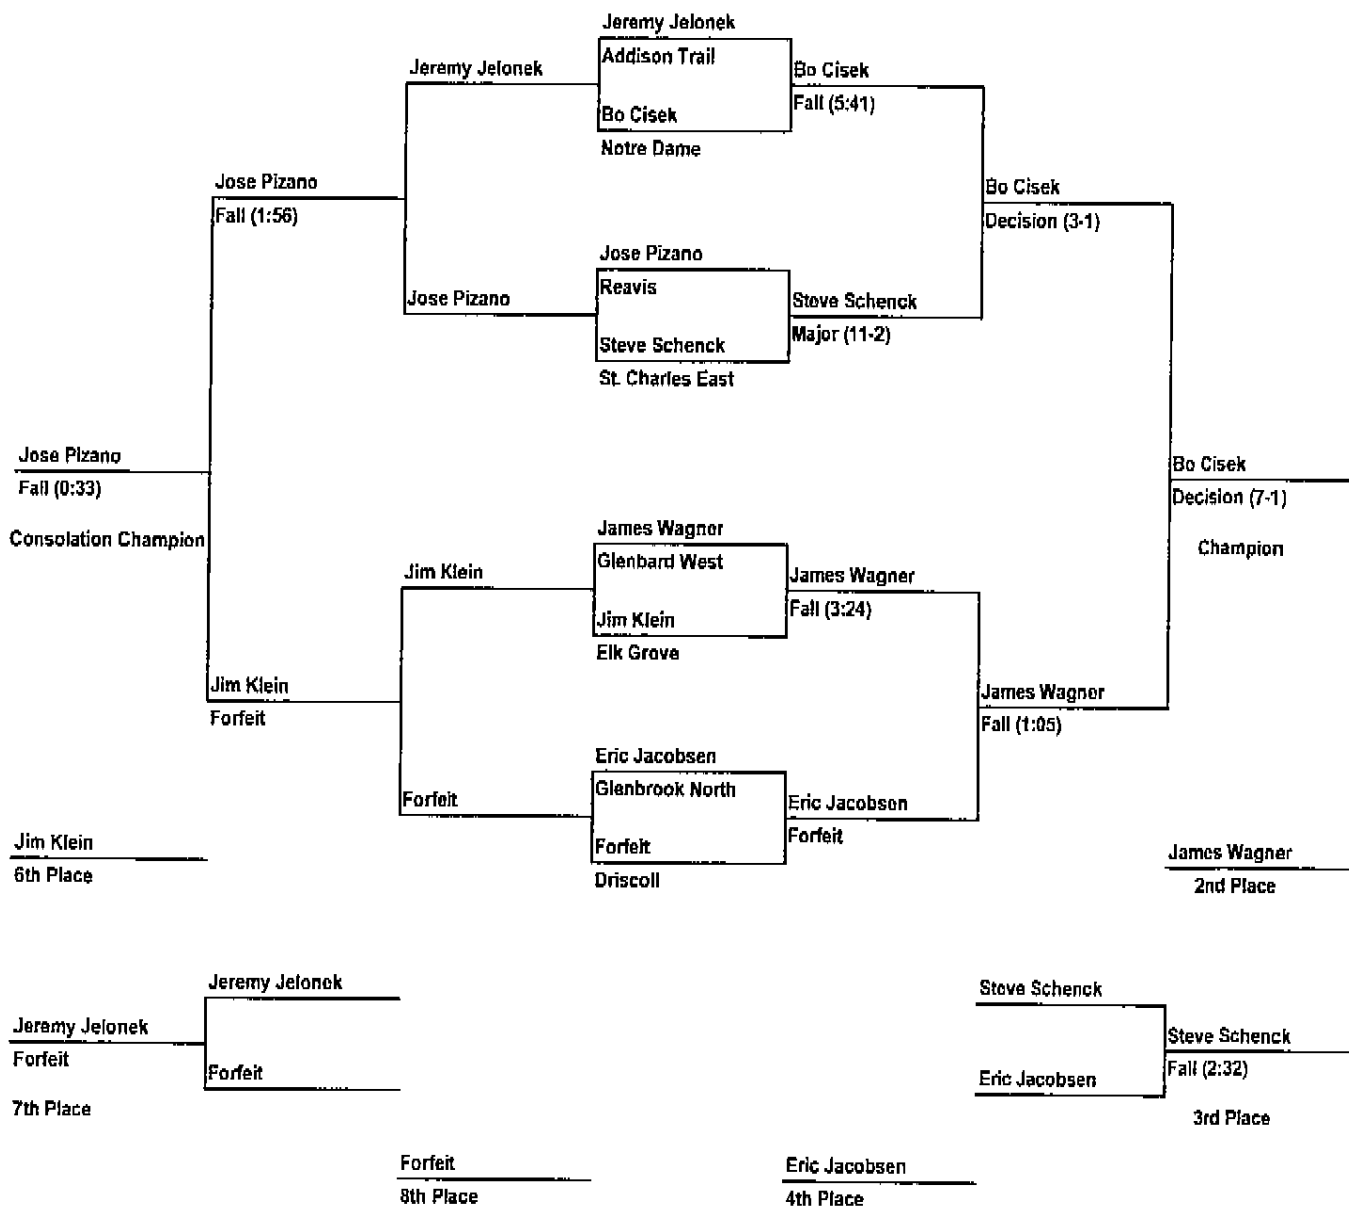 Jeremy Jelonek
Addison Trail
Bo Cisek
Notre Dame
Jeremy Jelonek
Bo Cisek
Fall (5:41)
Jose Pizano
Fall (1:56)
Bo Cisek
Decision (3-1)
Jose Pizano
Reavis
Steve Schenck
St. Charles East
Jose Pizano
Steve Schenck
Major (11-2)
Jose Pizano
Fall (0:33)
Consolation Champion
Bo Cisek
Decision (7-1)
Champion
James Wagner
Glenbard West
Jim Klein
Elk Grove
Jim Klein
James Wagner
Fall (3:24)
Jim Klein
Forfeit
James Wagner
Fall (1:05)
Eric Jacobsen
Glenbrook North
Forfeit
Driscoll
Forfeit
Eric Jacobsen
Forfeit
Jim Klein
6th Place
James Wagner
2nd Place
Jeremy Jelonek
Jeremy Jelonek
Forfeit
Forfeit
7th Place
Steve Schenck
Steve Schenck
Fall (2:32)
Eric Jacobsen
3rd Place
Forfeit
8th Place
Eric Jacobsen
4th Place